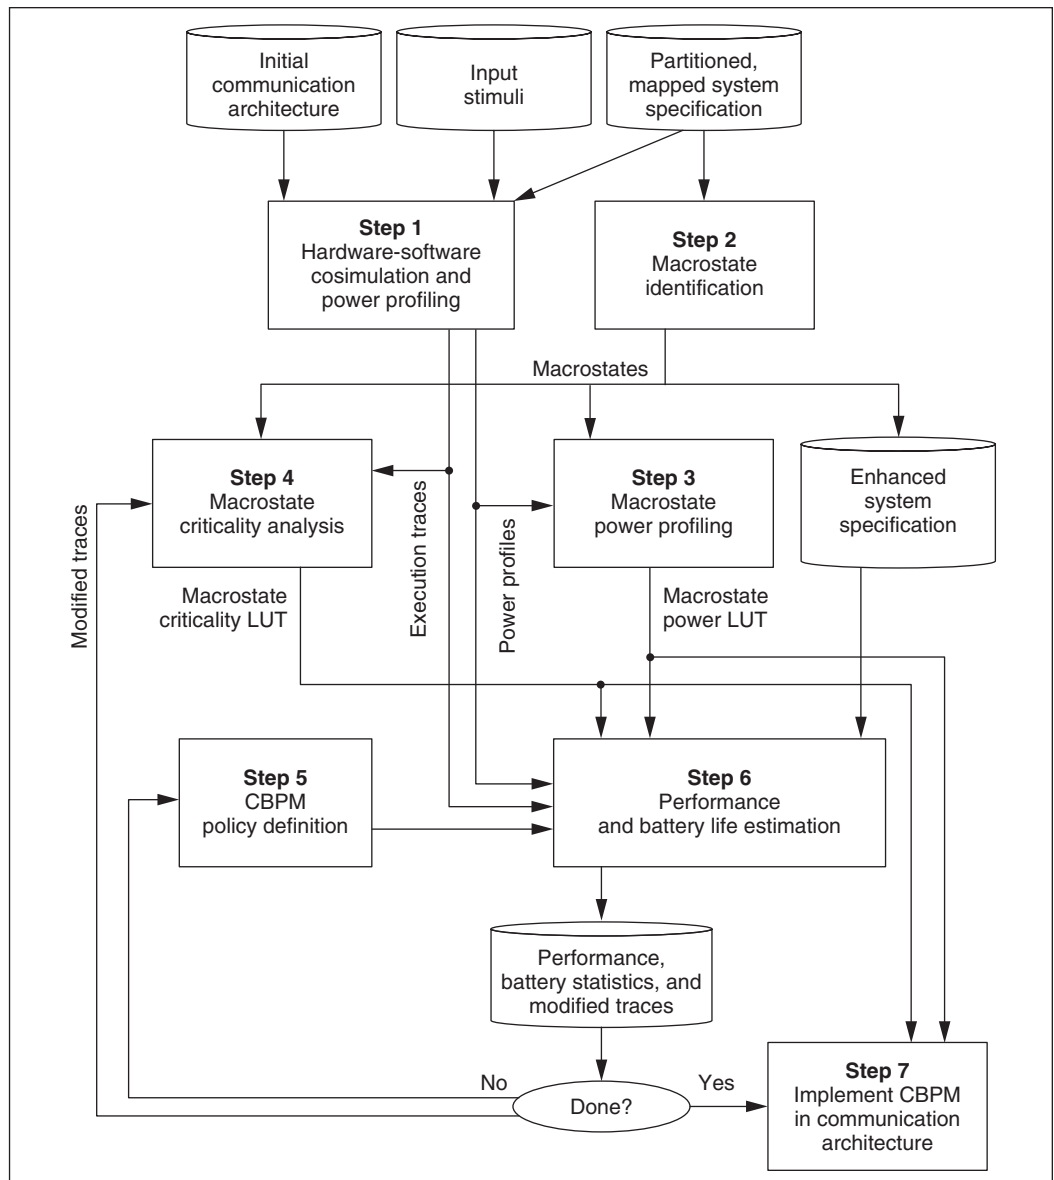 Initial
communication
architecture
Input
stimuli
Partitioned,
mapped system
specification
Step 1
Hardware-software
cosimulation and
power profiling
Step 2
Macrostate
identification
Macrostates
Step 4
Macrostate
criticality analysis
Step 3
Macrostate
power profiling
Enhanced
system
specification
Modified traces
Execution traces
Power profiles
Macrostate
criticality LUT
Macrostate
power LUT
Step 5
CBPM
policy definition
Step 6
Performance
and battery life estimation
Performance,
battery statistics, and
modified traces
No
Done?
Yes
Step 7
Implement CBPM
in communication
architecture